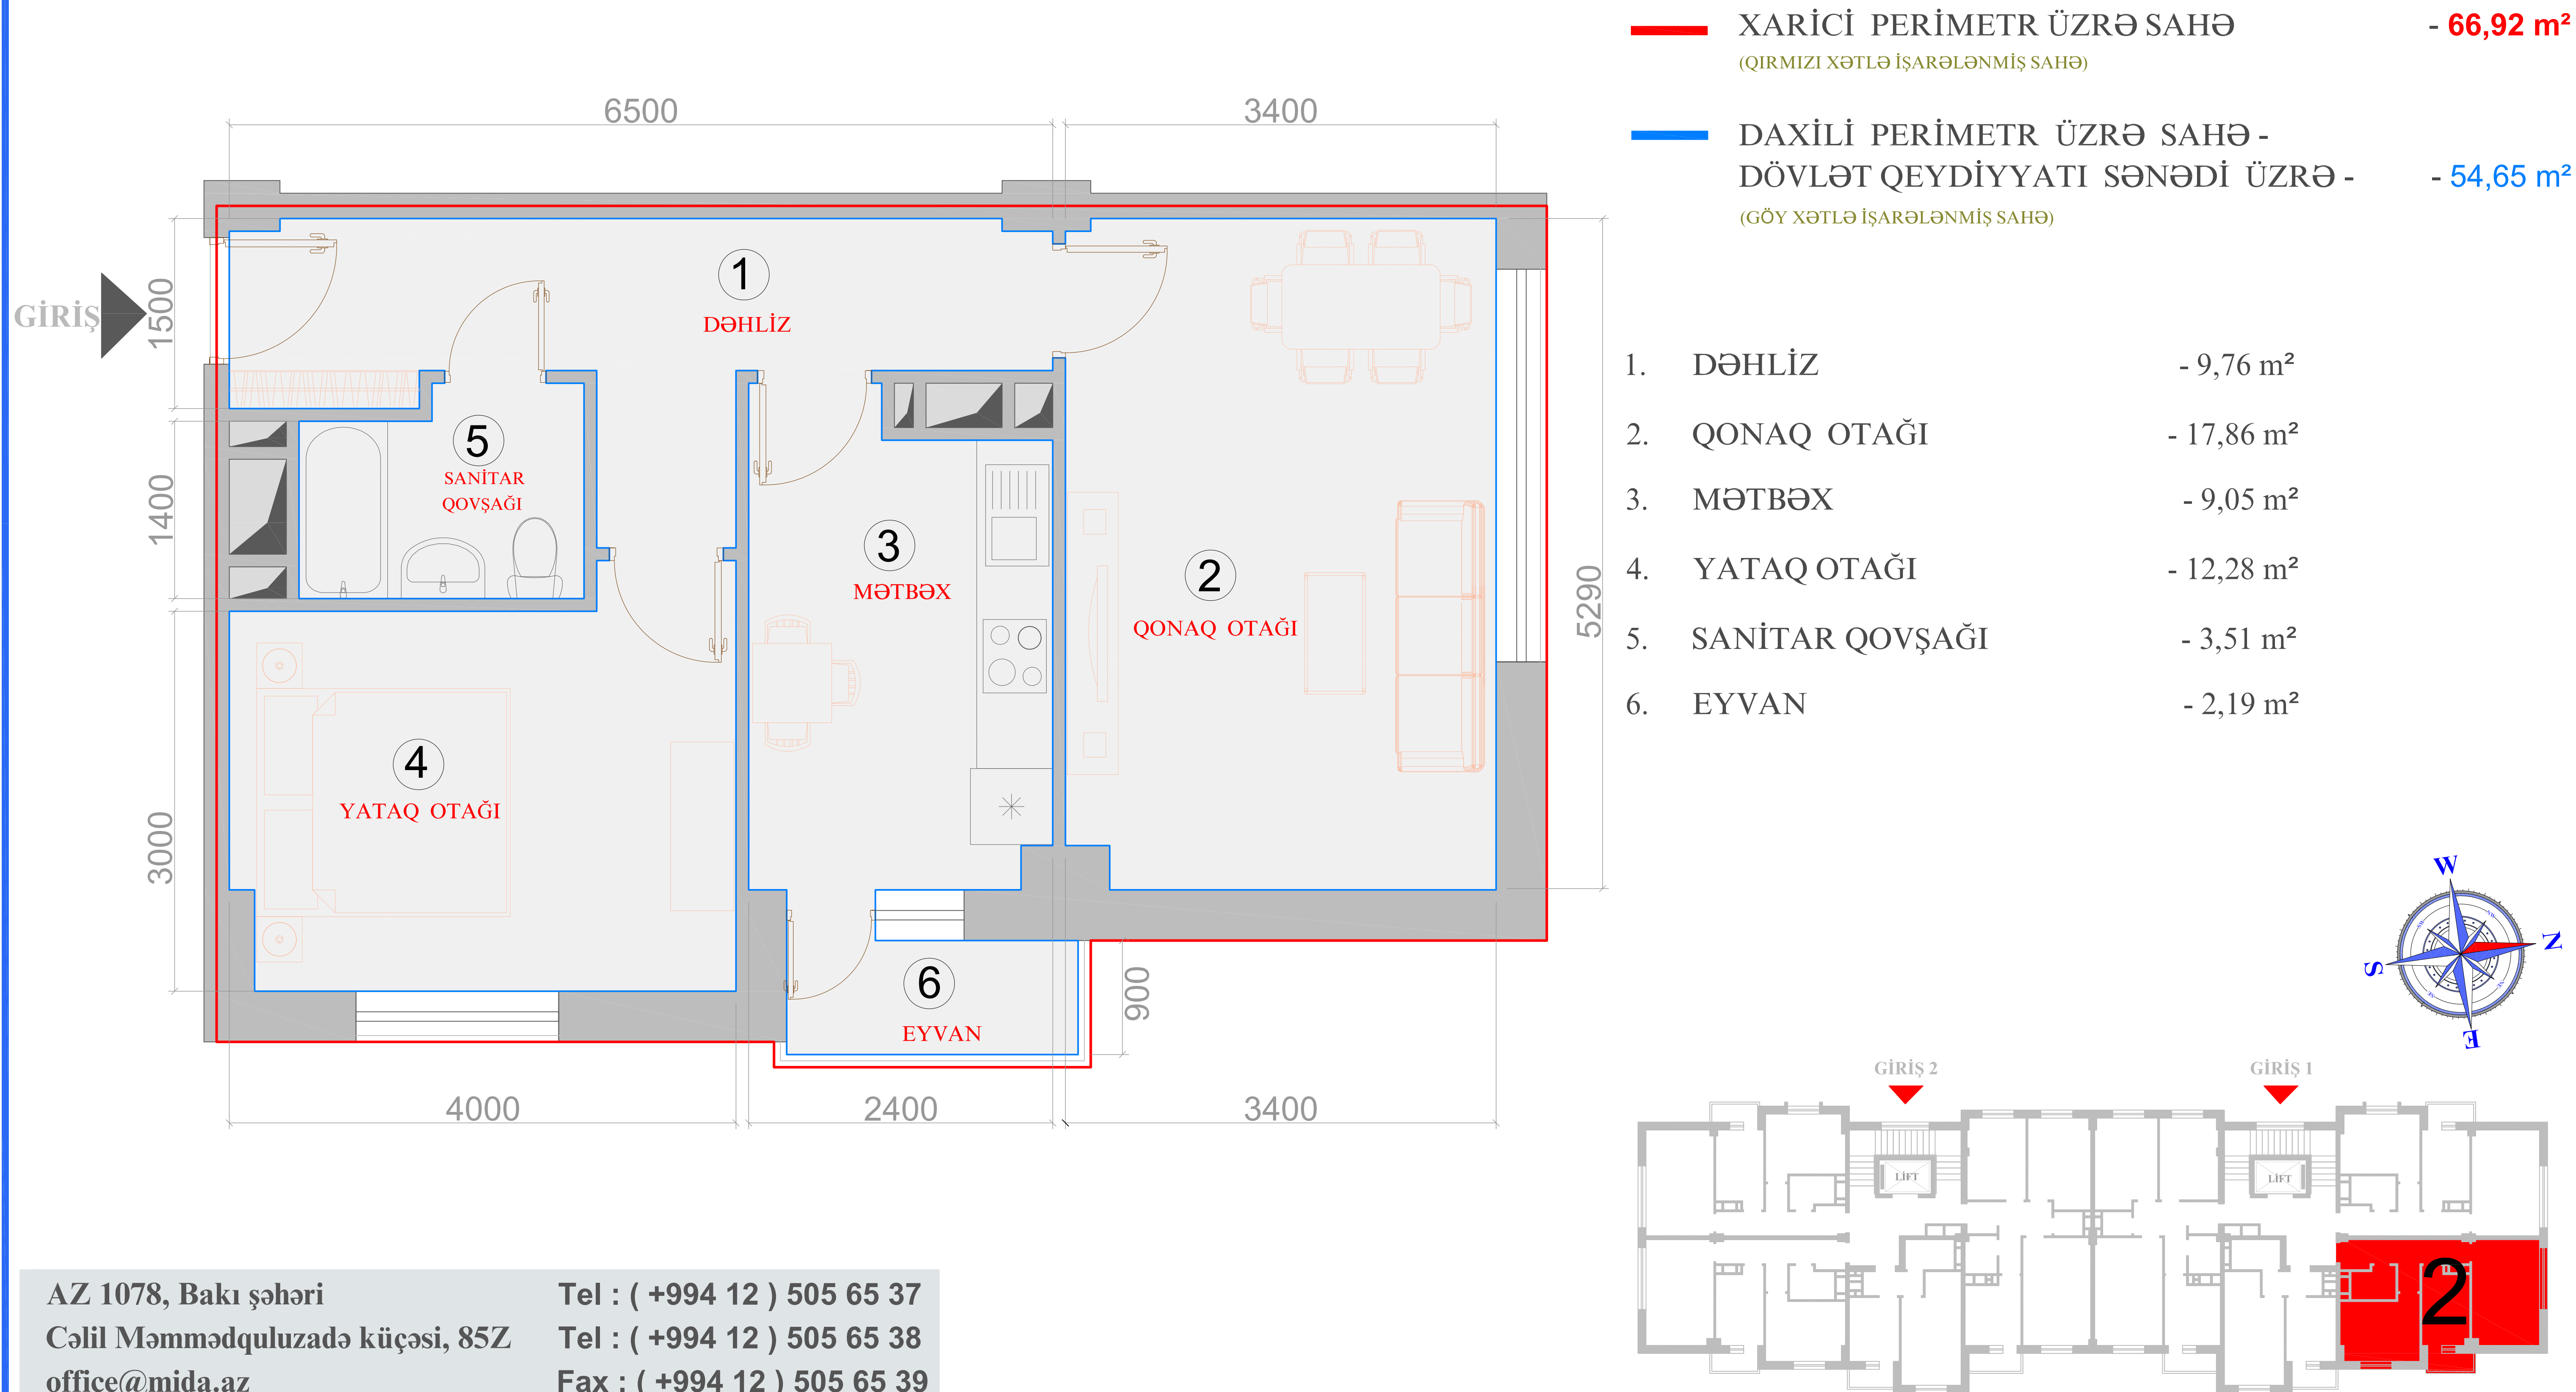 XARİCİ PERİMETR ÜZRƏ SAHƏ - 66,92 m²
(QIRMIZI XƏTLƏ İŞARƏLƏNMİŞ SAHƏ)
DAXİLİ PERİMETR ÜZRƏ SAHƏ -
DÖVLƏT QEYDİYYATI SƏNƏDİ ÜZRƏ - - 54,65 m²
(GÖY XƏTLƏ İŞARƏLƏNMİŞ SAHƏ)
6500
3400
GİRİŞ
1500
1400
3000
1
DƏHLİZ
5
SANİTAR
QOVŞAĞI
3
MƏTBƏX
2
QONAQ OTAĞI
4
YATAQ OTAĞI
6
EYVAN
5290
900
4000
2400
3400
1. DƏHLİZ - 9,76 m²
2. QONAQ OTAĞI - 17,86 m²
3. MƏTBƏX - 9,05 m²
4. YATAQ OTAĞI - 12,28 m²
5. SANİTAR QOVŞAĞI - 3,51 m²
6. EYVAN - 2,19 m²
W
N
S
E
GİRİŞ 2
GİRİŞ 1
LİFT
LİFT
2
AZ 1078, Bakı şəhəri
Cəlil Məmmədquluzadə küçəsi, 85Z
office@mida.az
Tel : ( +994 12 ) 505 65 37
Tel : ( +994 12 ) 505 65 38
Fax : ( +994 12 ) 505 65 39